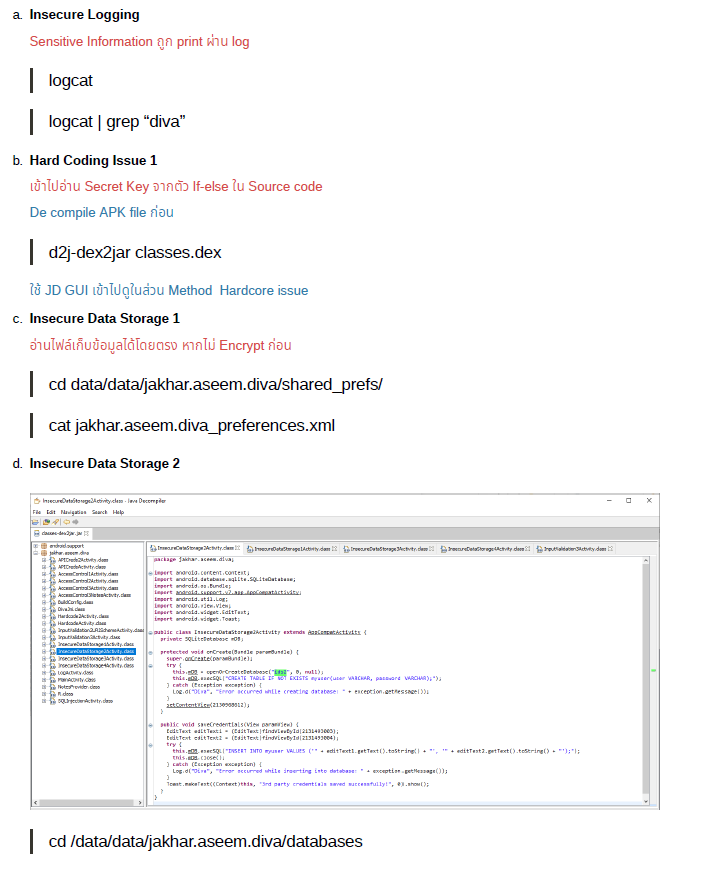 a. Insecure Logging
Sensitive Information ถูก print ผ่าน log
logcat
logcat | grep “diva”
b. Hard Coding Issue 1
เข้าไปอ่าน Secret Key จากตัว If-else ใน Source code
De compile APK file ก่อน
d2j-dex2jar classes.dex
ใช้ JD GUI เข้าไปดูในส่วน Method  Hardcore issue
c. Insecure Data Storage 1
อ่านไฟล์เก็บข้อมูลได้โดยตรง หากไม่ Encrypt ก่อน
cd data/data/jakhar.aseem.diva/shared_prefs/
cat jakhar.aseem.diva_preferences.xml
d. Insecure Data Storage 2
InsecureDataStorage2Activity.class - Java Decompiler
File Edit Navigation Search Help
classes-dex2jar.jar
android.support
jakhar.aseem.diva
APICreds2Activity.class
APICredsActivity.class
AccessControl1Activity.class
AccessControl2Activity.class
AccessControl3Activity.class
AccessControl3NotesActivity.class
BuildConfig.class
DivaJni.class
Hardcode2Activity.class
HardcodeActivity.class
InputValidation2URISchemeActivity.class
InputValidation3Activity.class
InsecureDataStorage1Activity.class
InsecureDataStorage2Activity.class
InsecureDataStorage3Activity.class
InsecureDataStorage4Activity.class
LogActivity.class
MainActivity.class
NotesProvider.class
R.class
SQLInjectionActivity.class
InsecureDataStorage2Activity.class InsecureDataStorage1Activity.class InsecureDataStorage3Activity.class InsecureDataStorage4Activity.class InputValidation3Activity.class
package jakhar.aseem.diva;
import android.content.Context;
import android.database.sqlite.SQLiteDatabase;
import android.os.Bundle;
import android.support.v7.app.AppCompatActivity;
import android.util.Log;
import android.view.View;
import android.widget.EditText;
import android.widget.Toast;
public class InsecureDataStorage2Activity extends AppCompatActivity {
private SQLiteDatabase mDB;
protected void onCreate(Bundle paramBundle) {
super.onCreate(paramBundle);
try {
this.mDB = openOrCreateDatabase("ids2", 0, null);
this.mDB.execSQL("CREATE TABLE IF NOT EXISTS myuser(user VARCHAR, password VARCHAR);");
} catch (Exception exception) {
Log.d("Diva", "Error occurred while creating database: " + exception.getMessage());
}
setContentView(2130968612);
}
public void saveCredentials(View paramView) {
EditText editText1 = (EditText)findViewById(2131493003);
EditText editText2 = (EditText)findViewById(2131493004);
try {
this.mDB.execSQL("INSERT INTO myuser VALUES ('" + editText1.getText().toString() + "', '" + editText2.getText().toString() + "');");
this.mDB.close();
} catch (Exception exception) {
Log.d("Diva", "Error occurred while inserting into database: " + exception.getMessage());
}
Toast.makeText((Context)this, "3rd party credentials saved successfully!", 0).show();
}
}
cd /data/data/jakhar.aseem.diva/databases